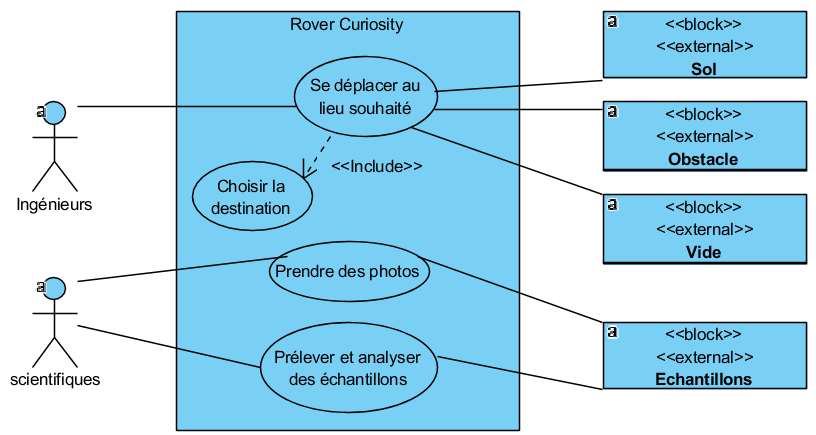 Rover Curiosity
a
Ingénieurs
a
scientifiques
Se déplacer au
lieu souhaité
<<Include>>
Choisir la
destination
Prendre des photos
Prélever et analyser
des échantillons
a
<<block>>
<<external>>
Sol
a
<<block>>
<<external>>
Obstacle
a
<<block>>
<<external>>
Vide
a
<<block>>
<<external>>
Echantillons